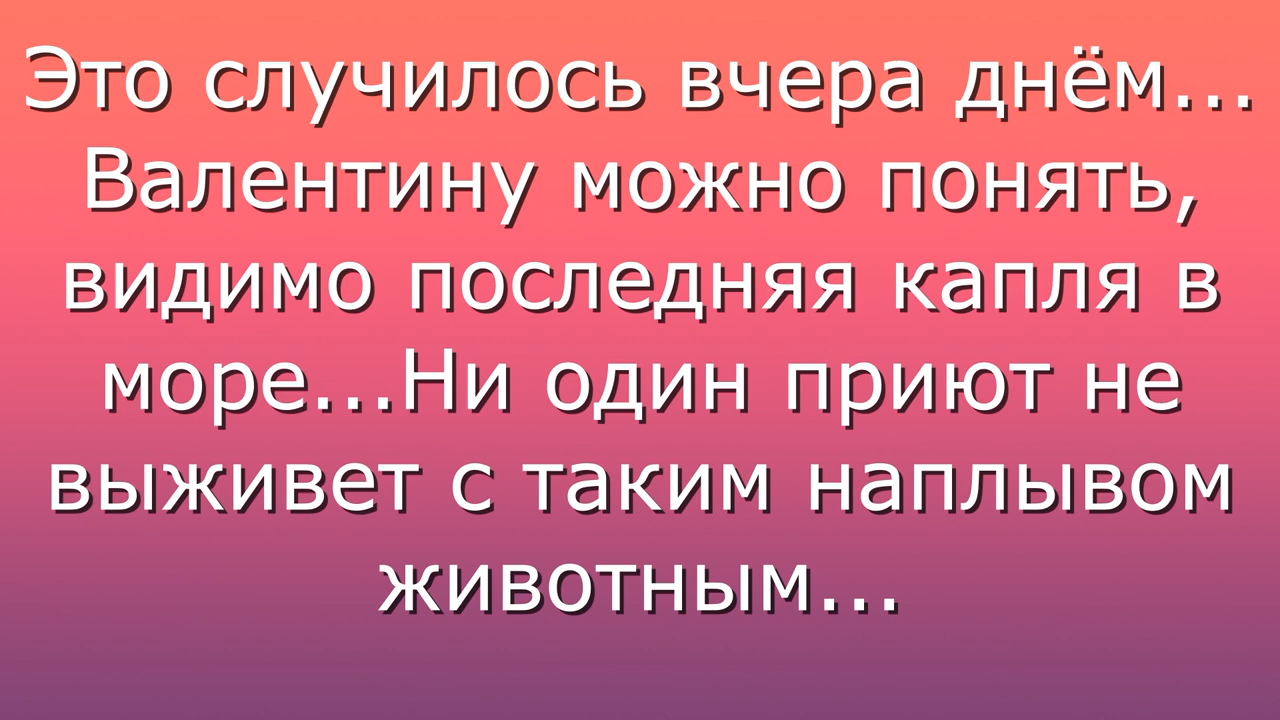 Это случилось вчера днём...
Валентину можно понять,
видимо последняя капля в
море...Ни один приют не
выживет с таким наплывом
животным...